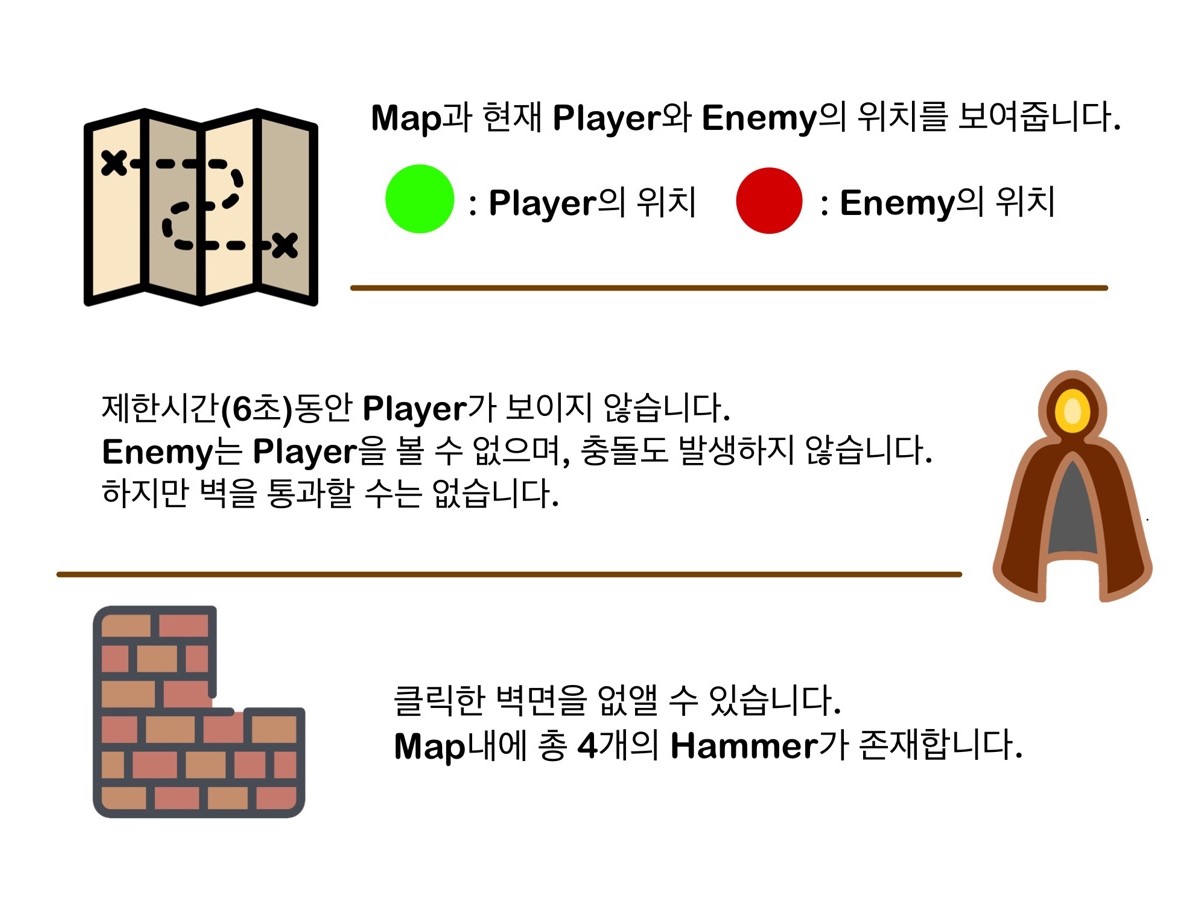 Map과 현재 Player와 Enemy의 위치를 보여줍니다.
: Player의 위치 : Enemy의 위치
제한시간(6초)동안 Player가 보이지 않습니다.
Enemy는 Player을 볼 수 없으며, 충돌도 발생하지 않습니다.
하지만 벽을 통과할 수는 없습니다.
클릭한 벽면을 없앨 수 있습니다.
Map내에 총 4개의 Hammer가 존재합니다.